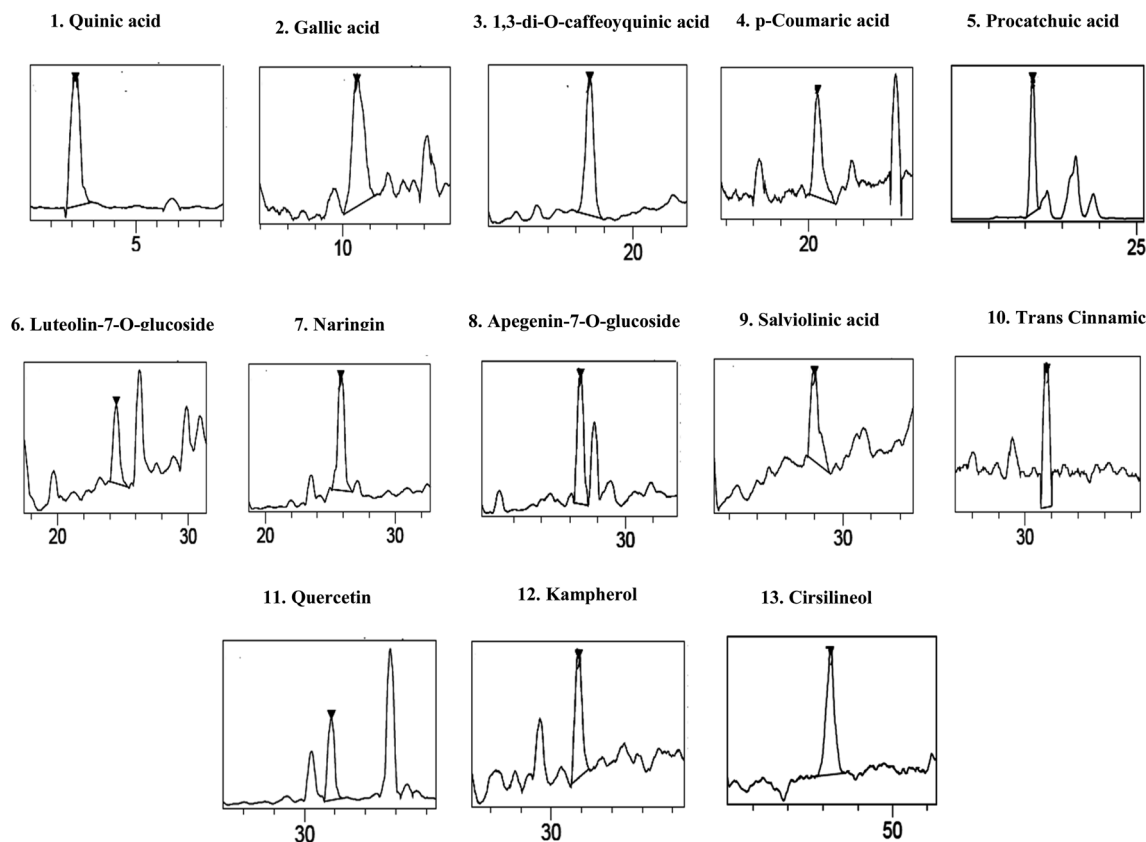 1. Quinic acid
2. Gallic acid
3. 1,3-di-O-caffeoyquinic acid
4. p-Coumaric acid
5. Procatchuic acid
5
10
20
20
25
6. Luteolin-7-O-glucoside
7. Naringin
8. Apegenin-7-O-glucoside
9. Salviolinic acid
10. Trans Cinnamic
20 30
20 30
30
30
30
11. Quercetin
12. Kampherol
13. Cirsilineol
30
30
50